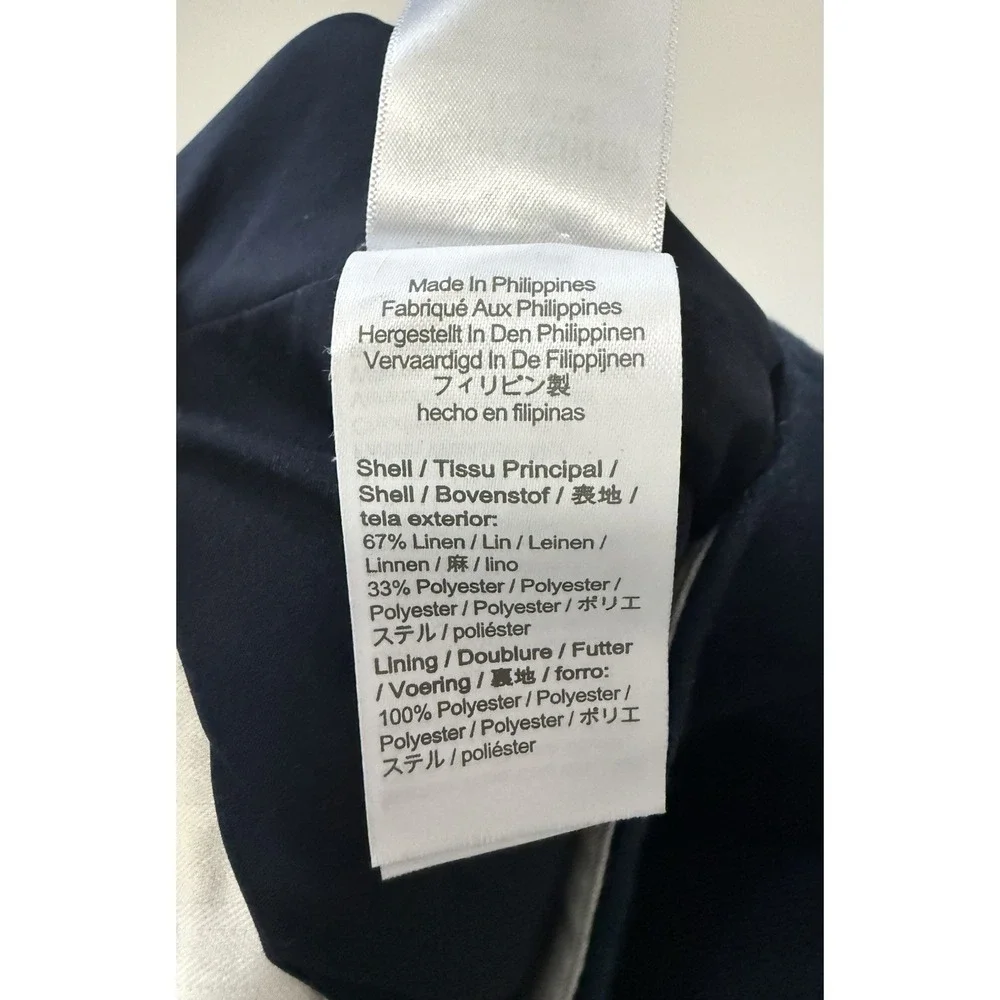 Made In Philippines
Fabriqué Aux Philippines
Hergestellt In Den Philippinen
Vervaardigd In De Filippijnen
フィリピン製
hecho en filipinas
Shell / Tissu Principal /
Shell / Bovenstof / 表地 /
tela exterior:
67% Linen / Lin / Leinen /
Linnen / 麻 / lino
33% Polyester / Polyester /
Polyester / Polyester / ポリエ
ステル / poliéster
Lining / Doublure / Futter
/ Voering / 裏地 / forro:
100% Polyester / Polyester /
Polyester / Polyester / ポリエ
ステル / poliéster